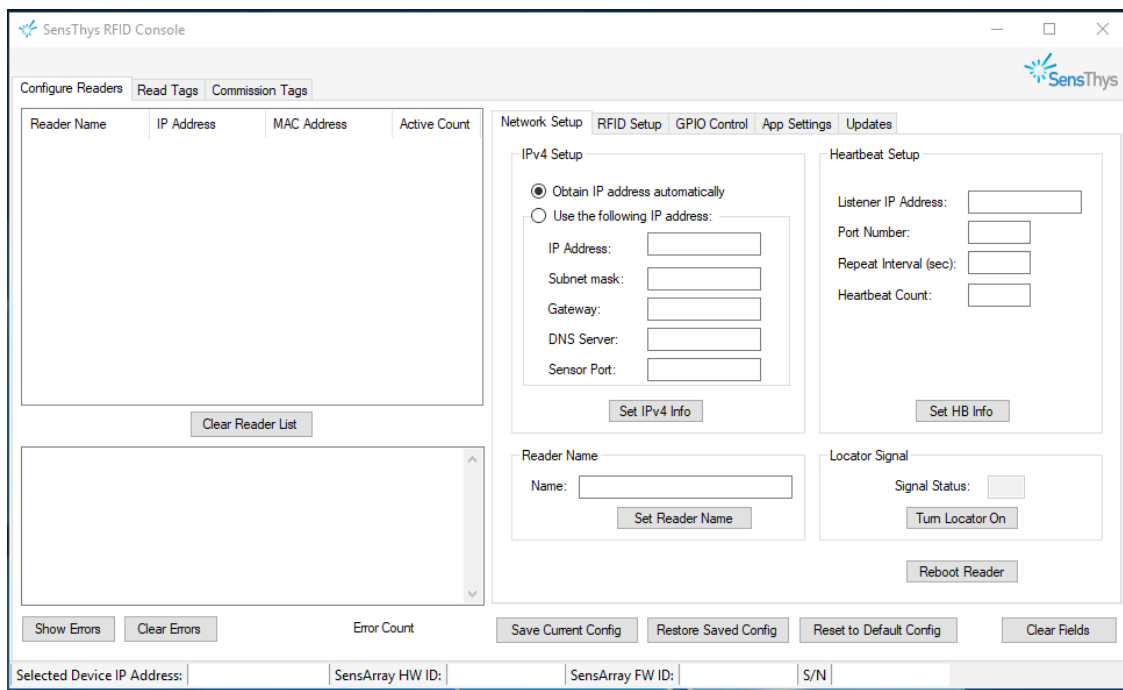 SensThys RFID Console
SensThys
Configure Readers Read Tags Commission Tags
Reader Name IP Address MAC Address Active Count
Clear Reader List
Show Errors Clear Errors Error Count
Network Setup RFID Setup GPIO Control App Settings Updates
IPv4 Setup
Obtain IP address automatically
Use the following IP address:
IP Address:
Subnet mask:
Gateway:
DNS Server:
Sensor Port:
Set IPv4 Info
Heartbeat Setup
Listener IP Address:
Port Number:
Repeat Interval (sec):
Heartbeat Count:
Set HB Info
Reader Name
Name:
Set Reader Name
Locator Signal
Signal Status:
Turn Locator On
Reboot Reader
Save Current Config Restore Saved Config Reset to Default Config Clear Fields
Selected Device IP Address: SensArray HW ID: SensArray FW ID: S/N